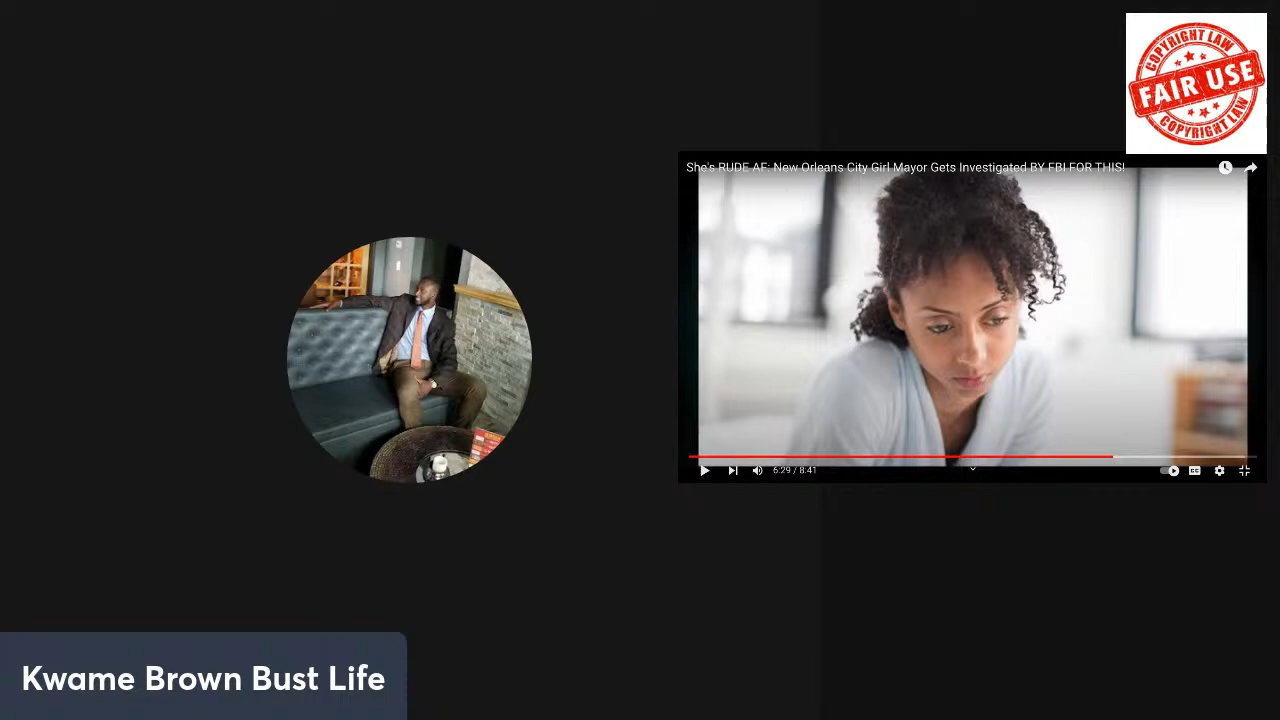 COPYRIGHT LAW
FAIR USE
COPYRIGHT LAW
She's RUDE AF: New Orleans City Girl Mayor Gets Investigated BY FBI FOR THIS!
6:29 / 8:41
CC
Kwame Brown Bust Life